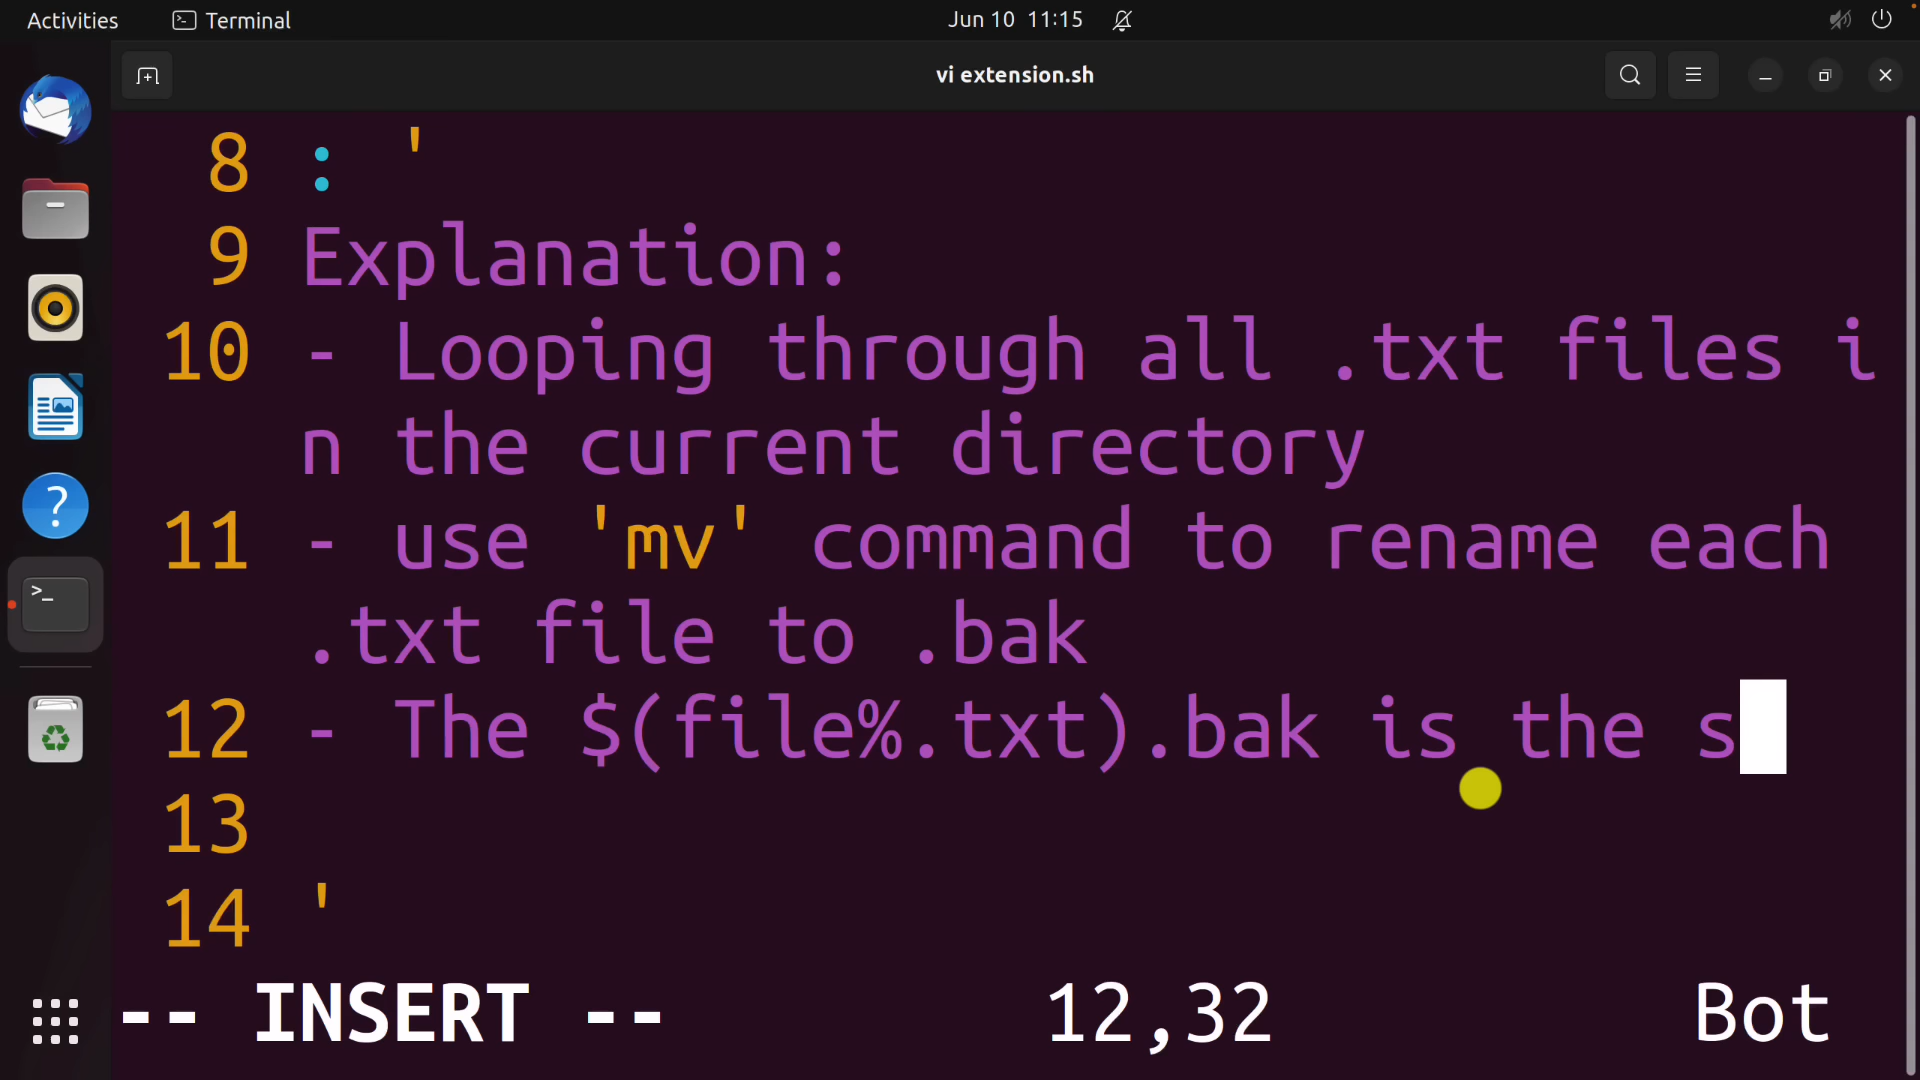 Activities Terminal Jun 10 11:15
vi extension.sh
8 : '
9 Explanation:
10 - Looping through all .txt files i
n the current directory
11 - use 'mv' command to rename each
.txt file to .bak
12 - The $(file%.txt).bak is the s
13
14 '
-- INSERT -- 12,32 Bot